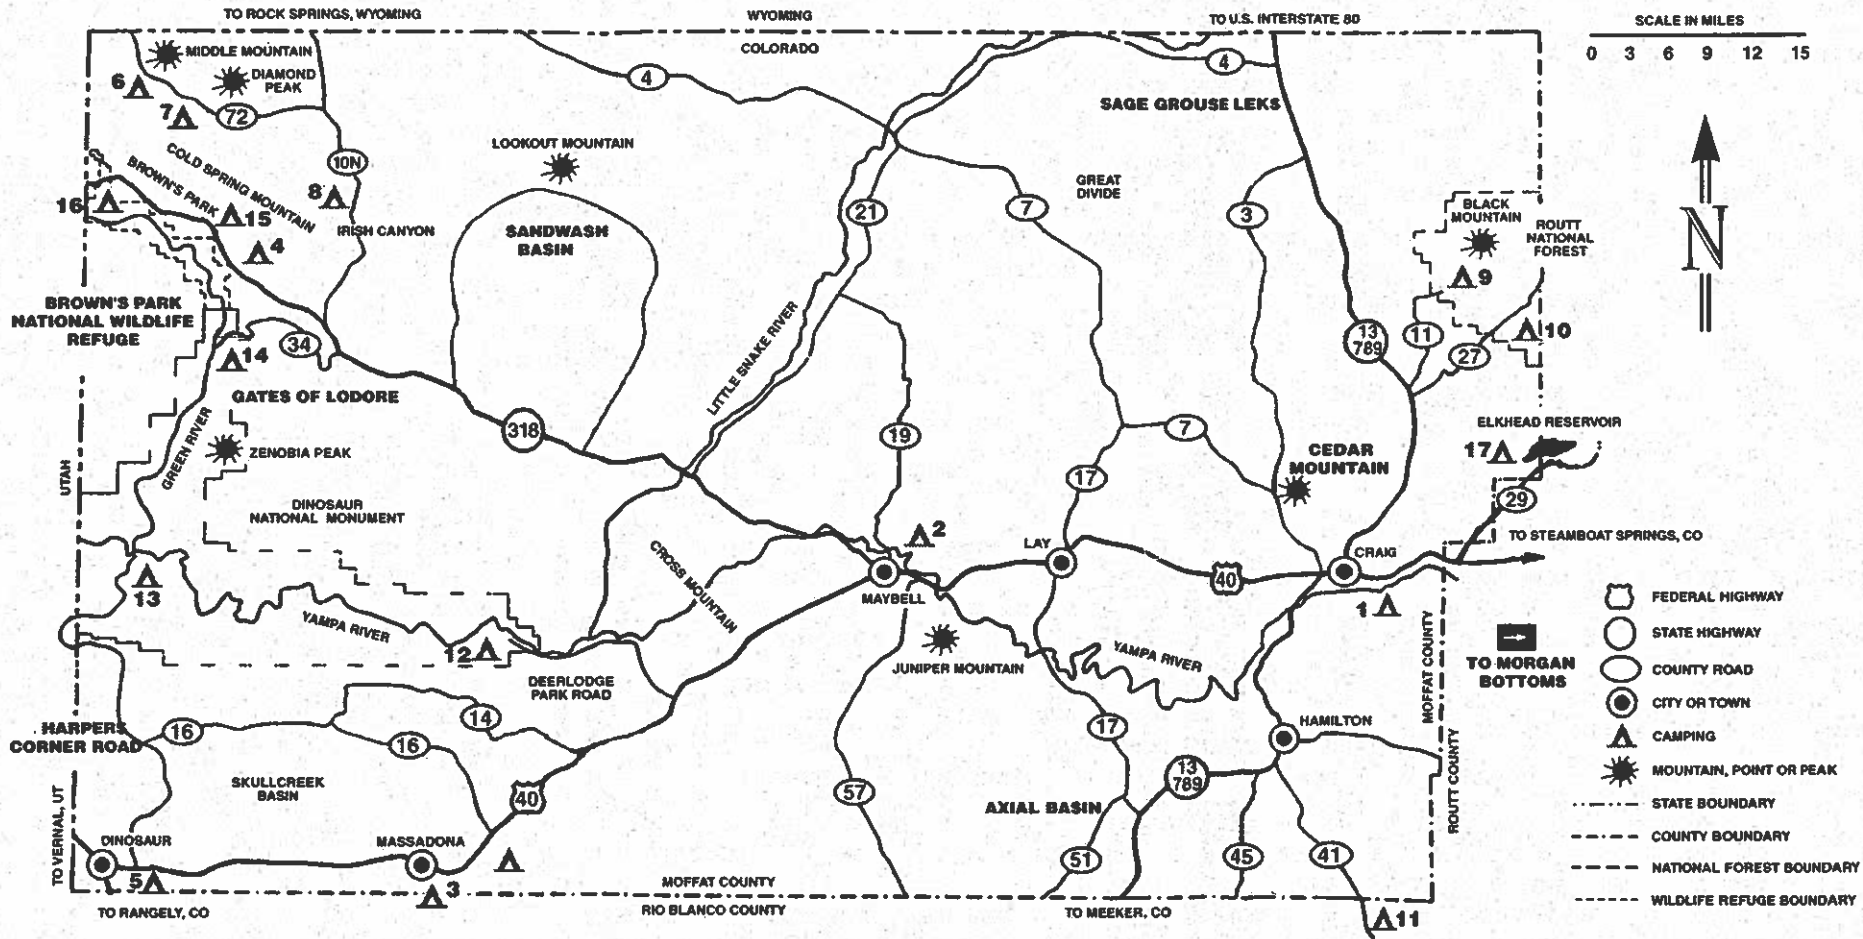 TO ROCK SPRINGS, WYOMING
WYOMING
TO U.S. INTERSTATE 80
SCALE IN MILES
0 3 6 9 12 15
COLORADO
MIDDLE MOUNTAIN
DIAMOND
PEAK
6
7
72
4
4
SAGE GROUSE LEKS
N
LOOKOUT MOUNTAIN
10N
COLD SPRING MOUNTAIN
BROWN'S PARK
8
16
15
4
IRISH CANYON
SANDWASH
BASIN
21
7
GREAT
DIVIDE
3
BLACK
MOUNTAIN
ROUTT
NATIONAL
FOREST
9
BROWN'S PARK
NATIONAL WILDLIFE
REFUGE
34
14
LITTLE SNAKE RIVER
13
789
11
27
10
GATES OF LODORE
GREEN RIVER
ZENOBIA PEAK
318
19
7
CEDAR
MOUNTAIN
ELKHEAD RESERVOIR
17
UTAH
17
29
DINOSAUR
NATIONAL MONUMENT
TO STEAMBOAT SPRINGS, CO
CROSS MOUNTAIN
2
LAY
CRAIG
40
MAYBELL
13
1
YAMPA RIVER
12
JUNIPER MOUNTAIN
YAMPA RIVER
DEERLODGE
PARK ROAD
MOFFAT COUNTY
ROUTT COUNTY
TO MORGAN
BOTTOMS
FEDERAL HIGHWAY
STATE HIGHWAY
COUNTY ROAD
CITY OR TOWN
CAMPING
MOUNTAIN, POINT OR PEAK
STATE BOUNDARY
COUNTY BOUNDARY
NATIONAL FOREST BOUNDARY
WILDLIFE REFUGE BOUNDARY
HARPERS
CORNER ROAD
16
14
16
17
HAMILTON
SKULLCREEK
BASIN
40
57
13
789
AXIAL BASIN
TO VERNAL, UT
DINOSAUR
MASSADONA
51
45
41
5
3
MOFFAT COUNTY
RIO BLANCO COUNTY
TO RANGELY, CO
TO MEEKER, CO
11